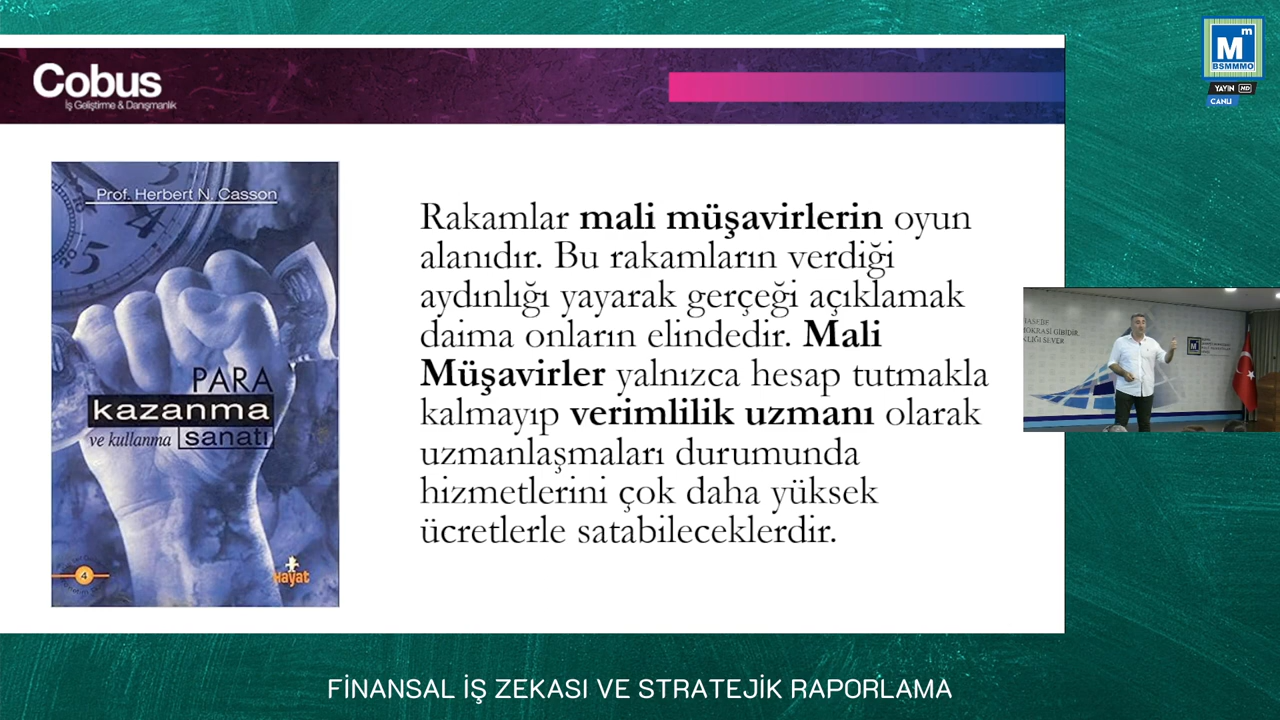 Cobus
İş Geliştirme & Danışmanlık
M m
BSMMMO
YAYIN HD
CANLI
Prof. Herbert N. Casson
PARA
kazanma
ve kullanma sanatı
4
Hayat
Rakamlar mali müşavirlerin oyun
alanıdır. Bu rakamların verdiği
aydınlığı yayarak gerçeği açıklamak
daima onların elindedir. Mali
Müşavirler yalnızca hesap tutmakla
kalmayıp verimlilik uzmanı olarak
uzmanlaşmaları durumunda
hizmetlerini çok daha yüksek
ücretlerle satabileceklerdir.
FİNANSAL İŞ ZEKASI VE STRATEJİK RAPORLAMA